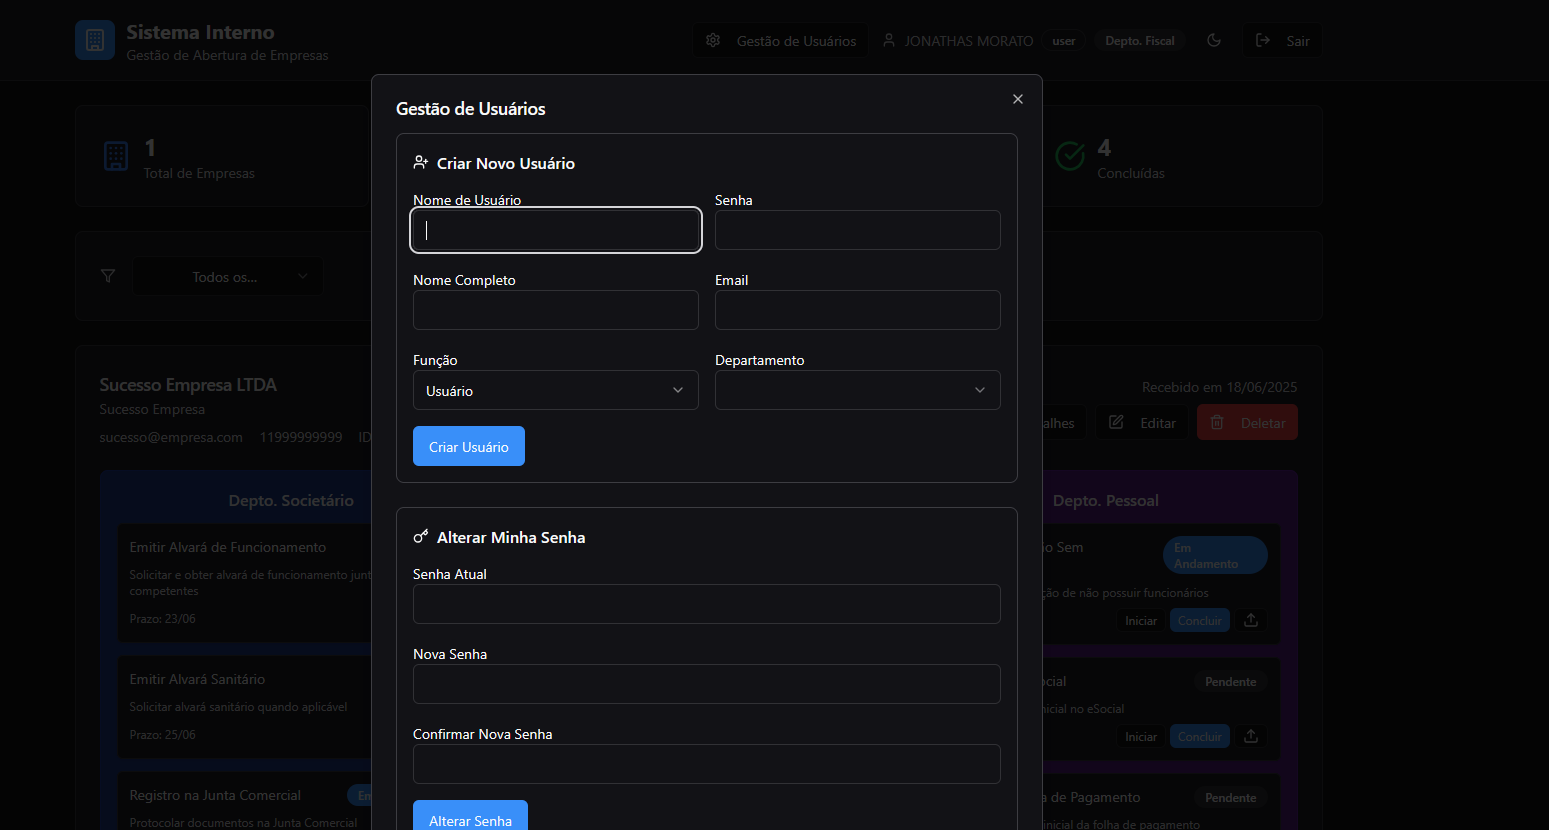 Sistema Interno
Gestão de Abertura de Empresas
Gestão de Usuários
JONATHAS MORATO
user
Depto. Fiscal
Sair
1
Total de Empresas
4
Concluídas
Todos os...
Gestão de Usuários
Criar Novo Usuário
Nome de Usuário
Senha
Nome Completo
Email
Função
Usuário
Departamento
Criar Usuário
Alterar Minha Senha
Senha Atual
Nova Senha
Confirmar Nova Senha
Alterar Senha
Sucesso Empresa LTDA
Sucesso Empresa
sucesso@empresa.com 11999999999 ID
Recebido em 18/06/2025
alhes
Editar
Deletar
Depto. Societário
Emitir Alvará de Funcionamento
Solicitar e obter alvará de funcionamento junt
competentes
Prazo: 23/06
Emitir Alvará Sanitário
Solicitar alvará sanitário quando aplicável
Prazo: 25/06
Registro na Junta Comercial
Em
Protocolar documentos na Junta Comercial
Depto. Pessoal
o Sem
Em
Andamento
ção de não possuir funcionários
Iniciar
Concluir
ocial
Pendente
nicial no eSocial
Iniciar
Concluir
a de Pagamento
Pendente
inicial da folha de pagamento